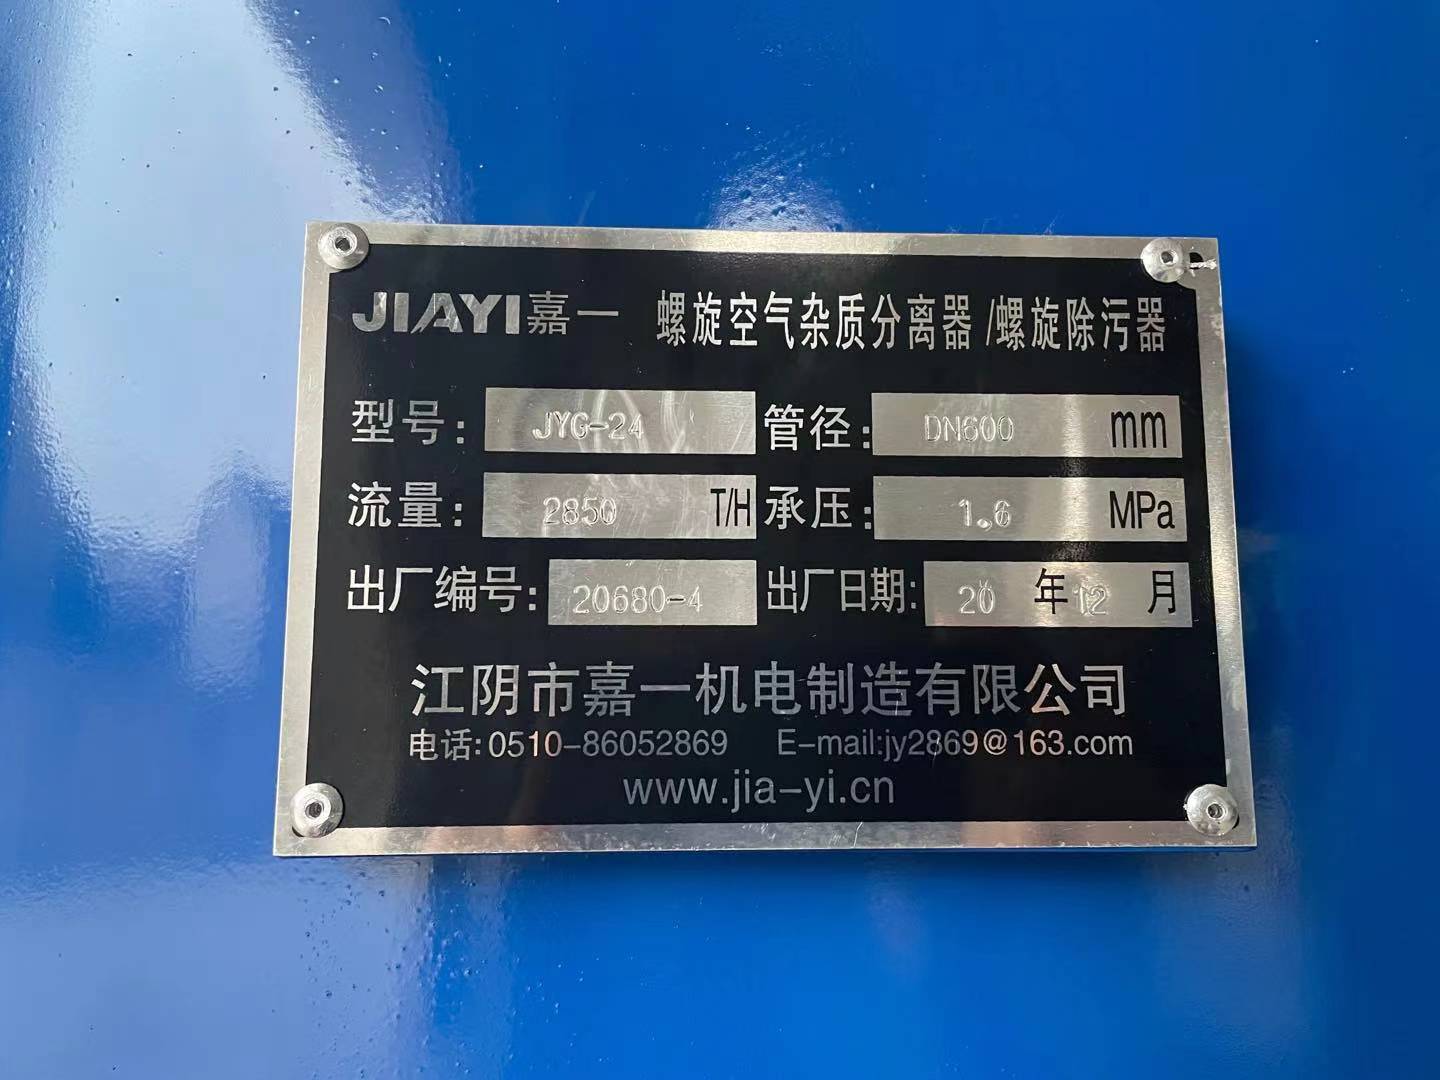 JIAYI嘉一 螺旋空气杂质分离器/螺旋除污器
型号: JYG-24 管径: DN600 mm
流量: 2850 T/H 承压: 1.6 MPa
出厂编号: 20680-4 出厂日期: 20 年 12 月
江阴市嘉一机电制造有限公司
电话:0510-86052869 E-mail:jy2869@163.com
www.jia-yi.cn